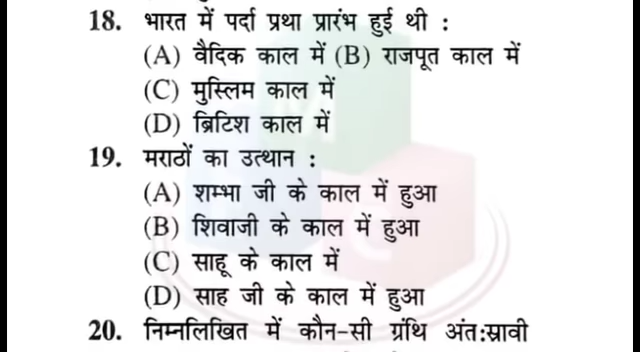 18. भारत में पर्दा प्रथा प्रारंभ हुई थी :
(A) वैदिक काल में (B) राजपूत काल में
(C) मुस्लिम काल में
(D) ब्रिटिश काल में
19. मराठों का उत्थान :
(A) शम्भा जी के काल में हुआ
(B) शिवाजी के काल में हुआ
(C) साहू के काल में
(D) साह जी के काल में हुआ
20. निम्नलिखित में कौन-सी ग्रंथि अंत:स्रावी